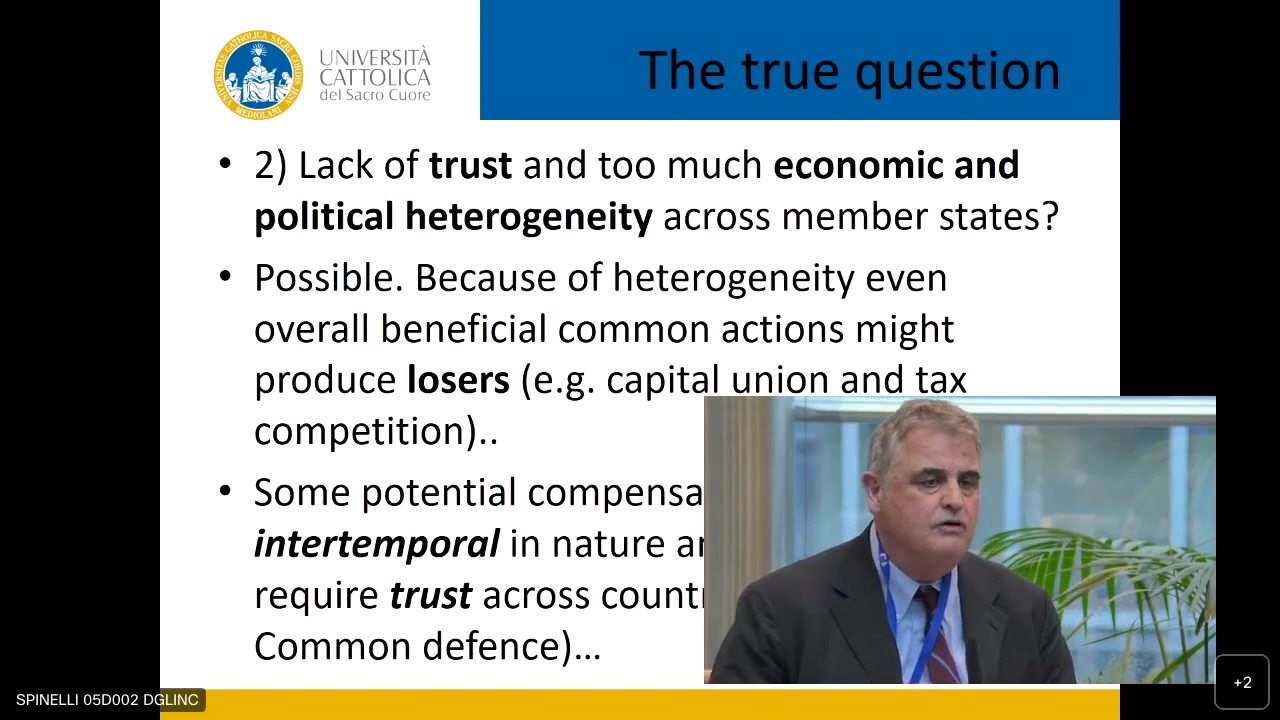 UNIVERSITÀ
CATTOLICA
del Sacro Cuore
The true question
• 2) Lack of trust and too much economic and
political heterogeneity across member states?
• Possible. Because of heterogeneity even
overall beneficial common actions might
produce losers (e.g. capital union and tax
competition)..
• Some potential compensa
intertemporal in nature
require trust across
Common defence)...
SPINELLI 05D002 DGLINC
+2